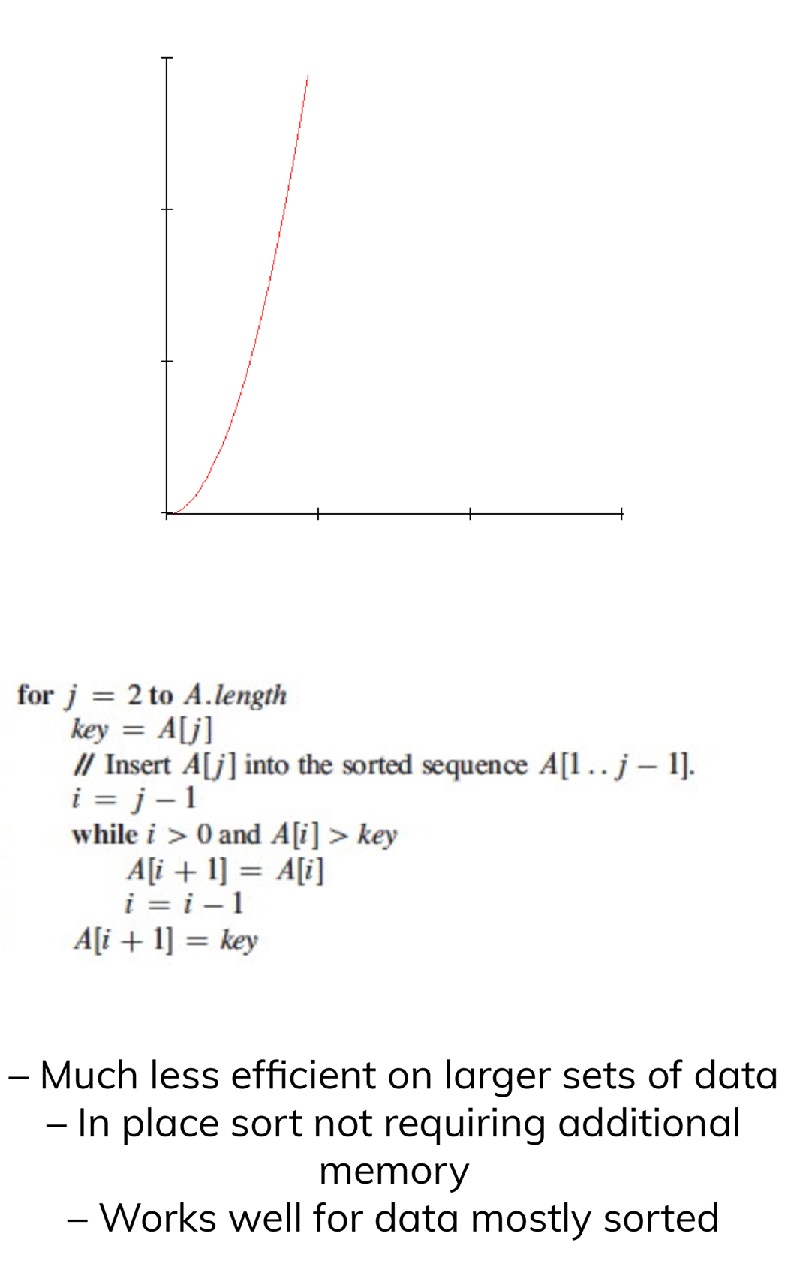 for j = 2 to A.length
key = A[j]
// Insert A[j] into the sorted sequence A[1 . . j − 1].
i = j − 1
while i > 0 and A[i] > key
A[i + 1] = A[i]
i = i − 1
A[i + 1] = key
– Much less efficient on larger sets of data
– In place sort not requiring additional
memory
– Works well for data mostly sorted